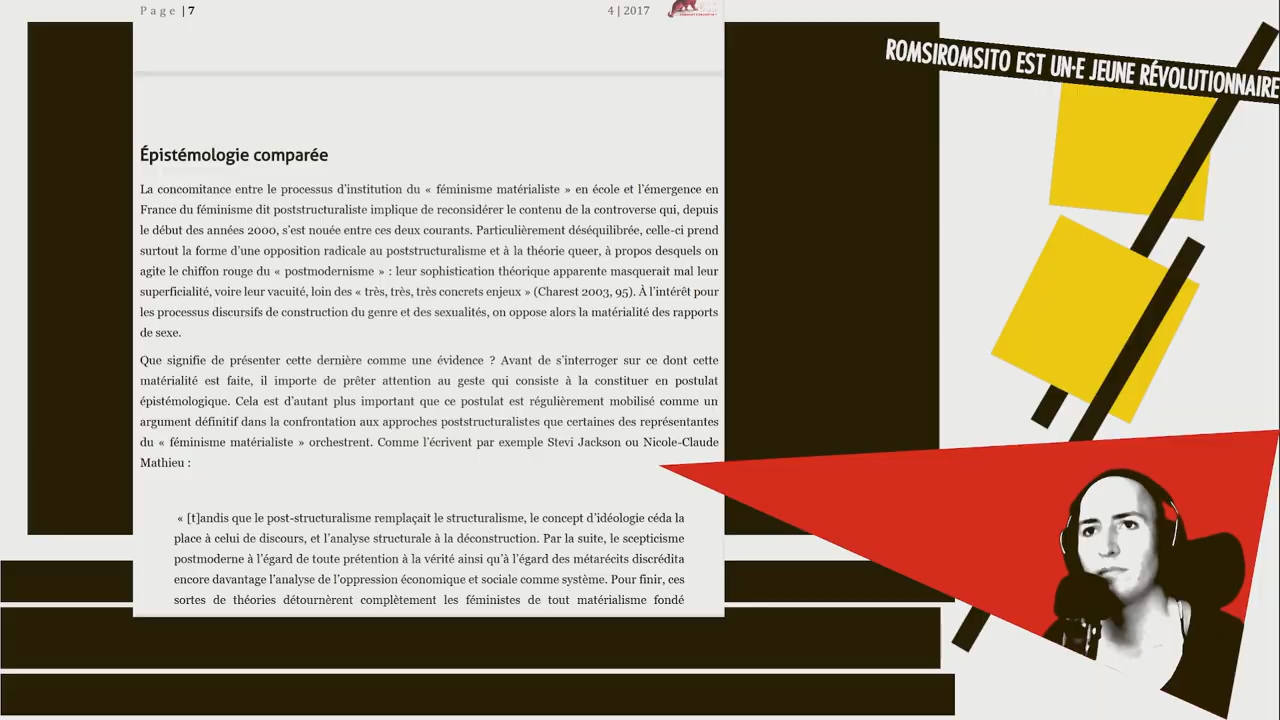 Page | 7
4 | 2017
ROMSIROMSITO EST UN·E JEUNE RÉVOLUTIONNAIRE
Épistémologie comparée
La concomitance entre le processus d'institution du « féminisme matérialiste » en école et l'émergence en
France du féminisme dit poststructuraliste implique de reconsidérer le contenu de la controverse qui, depuis
le début des années 2000, s'est nouée entre ces deux courants. Particulièrement déséquilibrée, celle-ci prend
surtout la forme d'une opposition radicale au poststructuralisme et à la théorie queer, à propos desquels on
agite le chiffon rouge du « postmodernisme » : leur sophistication théorique apparente masquerait mal leur
superficialité, voire leur vacuité, loin des « très, très, très concrets enjeux » (Charest 2003, 95). À l'intérêt pour
les processus discursifs de construction du genre et des sexualités, on oppose alors la matérialité des rapports
de sexe.
Que signifie de présenter cette dernière comme une évidence ? Avant de s'interroger sur ce dont cette
matérialité est faite, il importe de prêter attention au geste qui consiste à la constituer en postulat
épistémologique. Cela est d'autant plus important que ce postulat est régulièrement mobilisé comme un
argument définitif dans la confrontation aux approches poststructuralistes que certaines des représentantes
du « féminisme matérialiste » orchestrent. Comme l'écrivent par exemple Stevi Jackson ou Nicole-Claude
Mathieu :
« [t]andis que le post-structuralisme remplaçait le structuralisme, le concept d'idéologie céda la
place à celui de discours, et l'analyse structurale à la déconstruction. Par la suite, le scepticisme
postmoderne à l'égard de toute prétention à la vérité ainsi qu'à l'égard des métarécits discrédita
encore davantage l'analyse de l'oppression économique et sociale comme système. Pour finir, ces
sortes de théories détournèrent complètement les féministes de tout matérialisme fondé